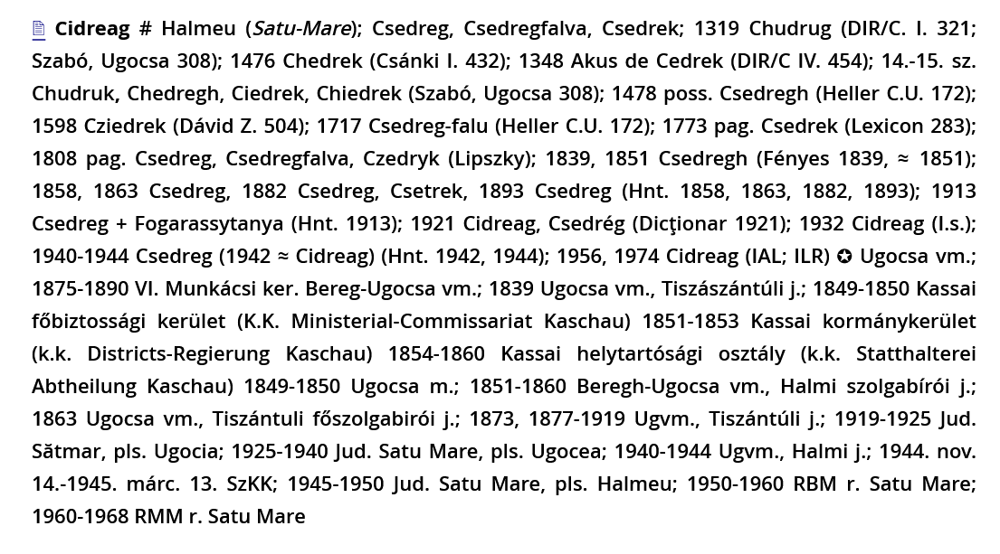 Cidreag # Halmeu (Satu-Mare); Csedreg, Csedregfalva, Csedrek; 1319 Chudrug (DIR/C. I. 321;
Szabó, Ugocsa 308); 1476 Chedrek (Csánki I. 432); 1348 Akus de Cedrek (DIR/C IV. 454); 14.-15. sz.
Chudruk, Chedregh, Ciedrek, Chiedrek (Szabó, Ugocsa 308); 1478 poss. Csedregh (Heller C.U. 172);
1598 Cziedrek (Dávid Z. 504); 1717 Csedreg-falu (Heller C.U. 172); 1773 pag. Csedrek (Lexicon 283);
1808 pag. Csedreg, Csedregfalva, Czedryk (Lipszky); 1839, 1851 Csedregh (Fényes 1839, ≈ 1851);
1858, 1863 Csedreg, 1882 Csedreg, Csetrek, 1893 Csedreg (Hnt. 1858, 1863, 1882, 1893); 1913
Csedreg + Fogarassytanya (Hnt. 1913); 1921 Cidreag, Csedrég (Dicţionar 1921); 1932 Cidreag (I.s.);
1940-1944 Csedreg (1942 ≈ Cidreag) (Hnt. 1942, 1944); 1956, 1974 Cidreag (IAL; ILR) ✪ Ugocsa vm.;
1875-1890 VI. Munkácsi ker. Bereg-Ugocsa vm.; 1839 Ugocsa vm., Tiszászántúli j.; 1849-1850 Kassai
főbiztossági kerület (K.K. Ministerial-Commissariat Kaschau) 1851-1853 Kassai kormánykerület
(k.k. Districts-Regierung Kaschau) 1854-1860 Kassai helytartósági osztály (k.k. Statthalterei
Abtheilung Kaschau) 1849-1850 Ugocsa m.; 1851-1860 Beregh-Ugocsa vm., Halmi szolgabírói j.;
1863 Ugocsa vm., Tiszántuli főszolgabirói j.; 1873, 1877-1919 Ugvm., Tiszántúli j.; 1919-1925 Jud.
Sătmar, pls. Ugocia; 1925-1940 Jud. Satu Mare, pls. Ugocea; 1940-1944 Ugvm., Halmi j.; 1944. nov.
14.-1945. márc. 13. SzKK; 1945-1950 Jud. Satu Mare, pls. Halmeu; 1950-1960 RBM r. Satu Mare;
1960-1968 RMM r. Satu Mare